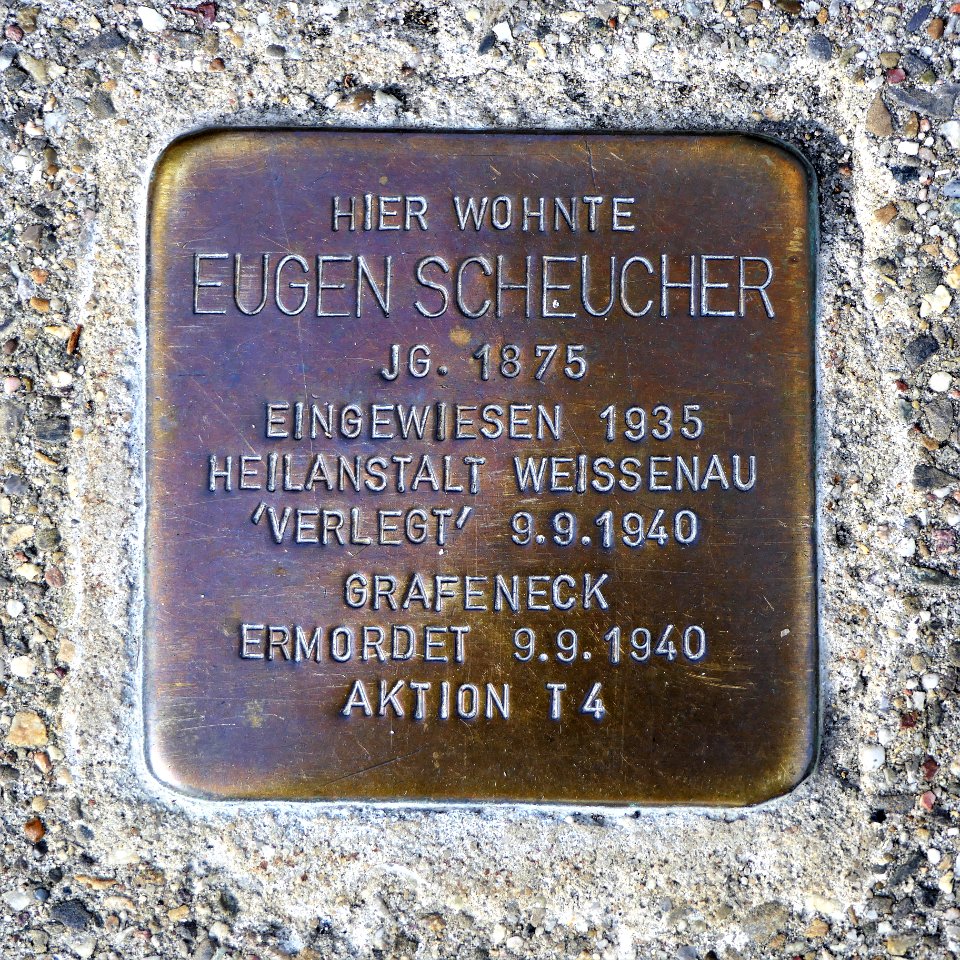 HIER WOHNTE
EUGEN SCHEUCHER
JG. 1875
EINGEWIESEN 1935
HEILANSTALT WEISSENAU
'VERLEGT' 9.9.1940
GRAFENECK
ERMORDET 9.9.1940
AKTION T4